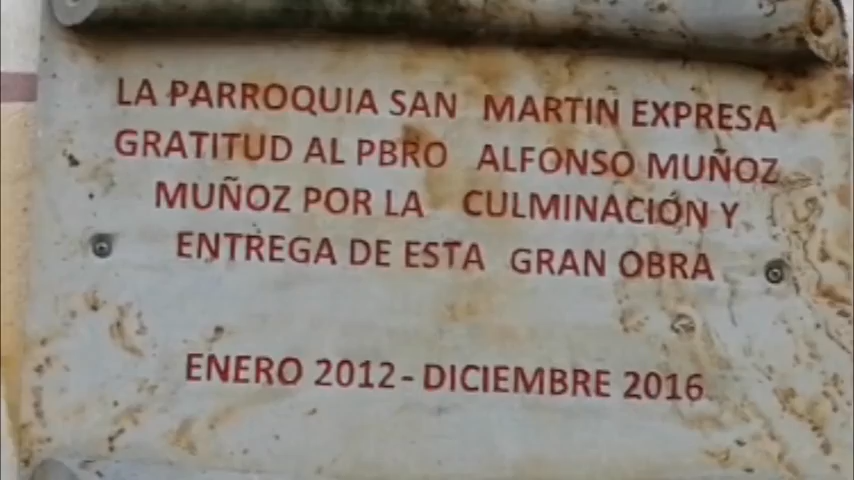 LA PARROQUIA SAN MARTIN EXPRESA
GRATITUD AL PBRO ALFONSO MUÑOZ
MUÑOZ POR LA CULMINACIÓN Y
ENTREGA DE ESTA GRAN OBRA
ENERO 2012-DICIEMBRE 2016